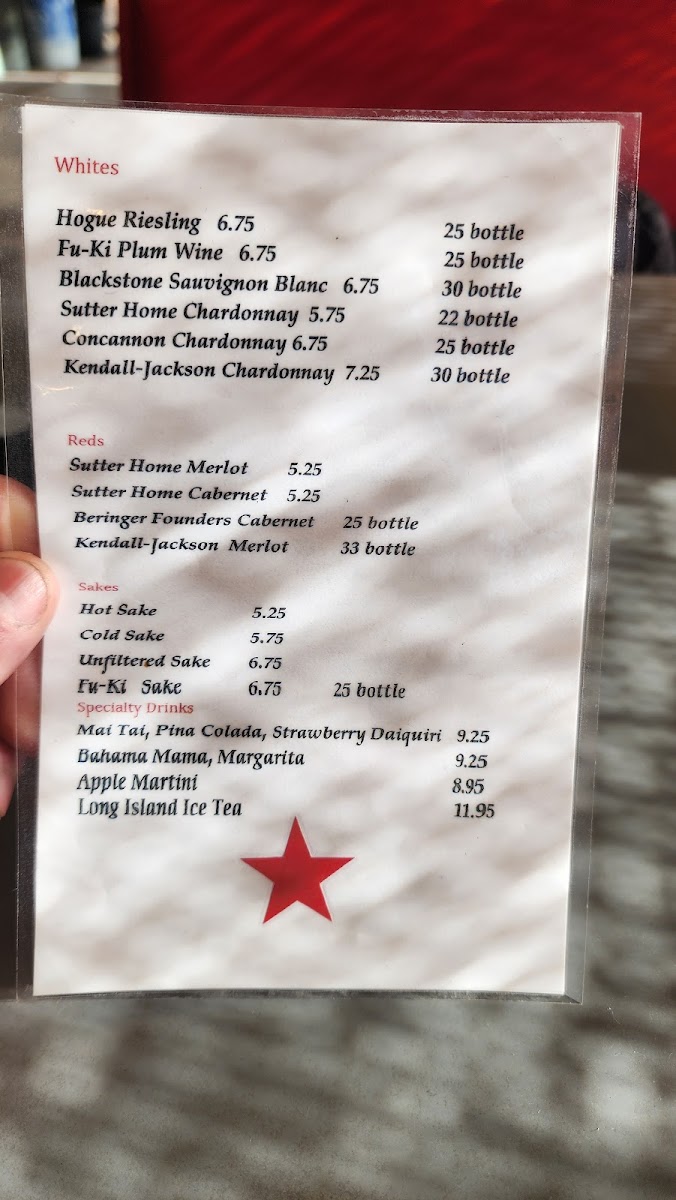 Whites
Hogue Riesling 6.75 25 bottle
Fu-Ki Plum Wine 6.75 25 bottle
Blackstone Sauvignon Blanc 6.75 30 bottle
Sutter Home Chardonnay 5.75 22 bottle
Concannon Chardonnay 6.75 25 bottle
Kendall-Jackson Chardonnay 7.25 30 bottle
Reds
Sutter Home Merlot 5.25
Sutter Home Cabernet 5.25
Beringer Founders Cabernet 25 bottle
Kendall-Jackson Merlot 33 bottle
Sakes
Hot Sake 5.25
Cold Sake 5.75
Unfiltered Sake 6.75
Fu-Ki Sake 6.75 25 bottle
Specialty Drinks
Mai Tai, Pina Colada, Strawberry Daiquiri 9.25
Bahama Mama, Margarita 9.25
Apple Martini 8.95
Long Island Ice Tea 11.95